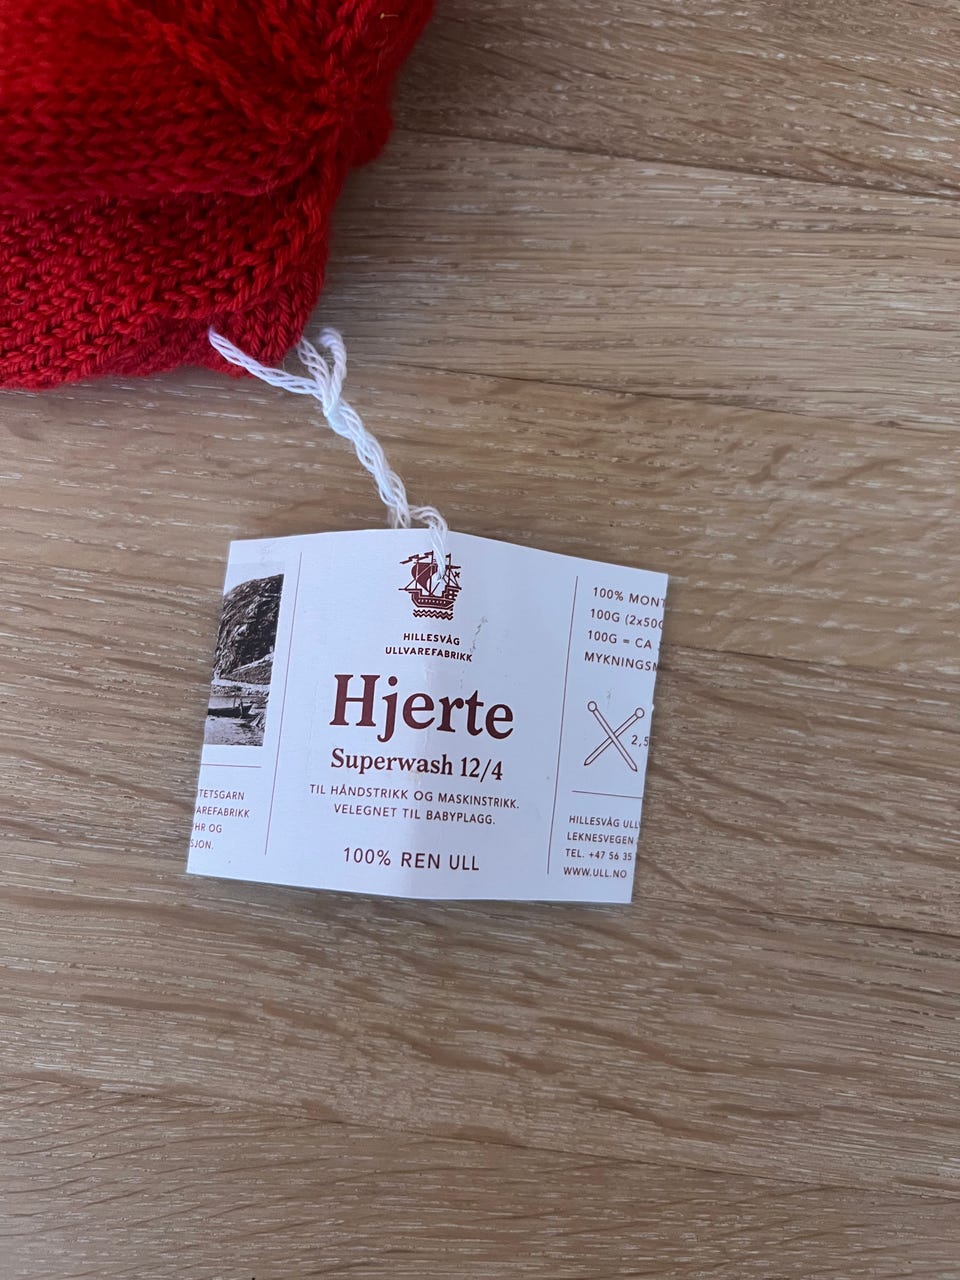 HILLESVÅG
ULLVAREFABRIKK
Hjerte
Superwash 12/4
TIL HÅNDSTRIKK OG MASKINSTRIKK.
VELEGNET TIL BABYPLAGG.
100% REN ULL
TETSGARN
AREFABRIKK
HR OG
SJON.
100% MONT
100G (2x50G
100G = CA
MYKNINGSM
2,5
HILLESVÅG ULLV
LEKNESVEGEN
TEL. +47 56 35
WWW.ULL.NO